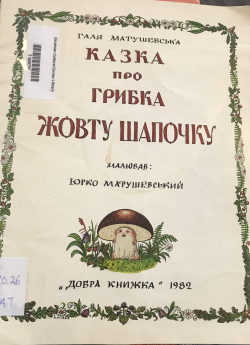 ГАЛЯ МАТУШЕВСЬКА
КАЗКА
про
ГРИБКА
ЖОВТУ ШАПОЧКУ
МАЛЮВАВ:
ЮРКО МАТУШЕВСЬКИЙ
„ДОБРА КНИЖКА" 1982